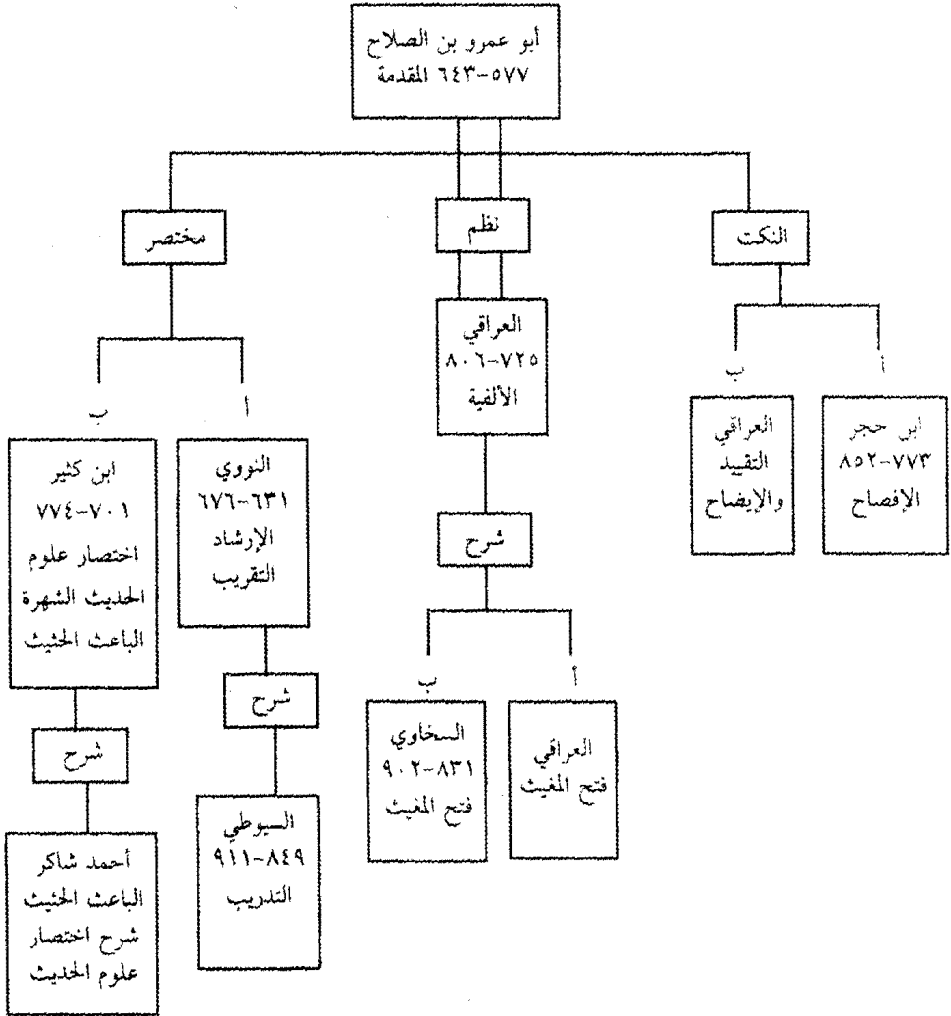 أبو عمرو بن الصلاح
٥٧٧-٦٤٣ المقدمة
النكت
نظم
مختصر
أ
ب
ابن حجر
٧٧٣-٨٥٢
الإفصاح
العراقي
التقييد
والإيضاح
العراقي
٧٢٥-٨٠٦
الألفية
شرح
أ
ب
العراقي
فتح المغيث
السخاوي
٨٣١-٩٠٢
فتح المغيث
أ
ب
النووي
٦٣١-٦٧٦
الإرشاد
التقريب
شرح
السيوطي
٨٤٩-٩١١
التدريب
ابن كثير
٧٠١-٧٧٤
اختصار علوم
الحديث الشهرة
الباعث الحثيث
شرح
أحمد شاكر
الباعث الحثيث
شرح اختصار
علوم الحديث